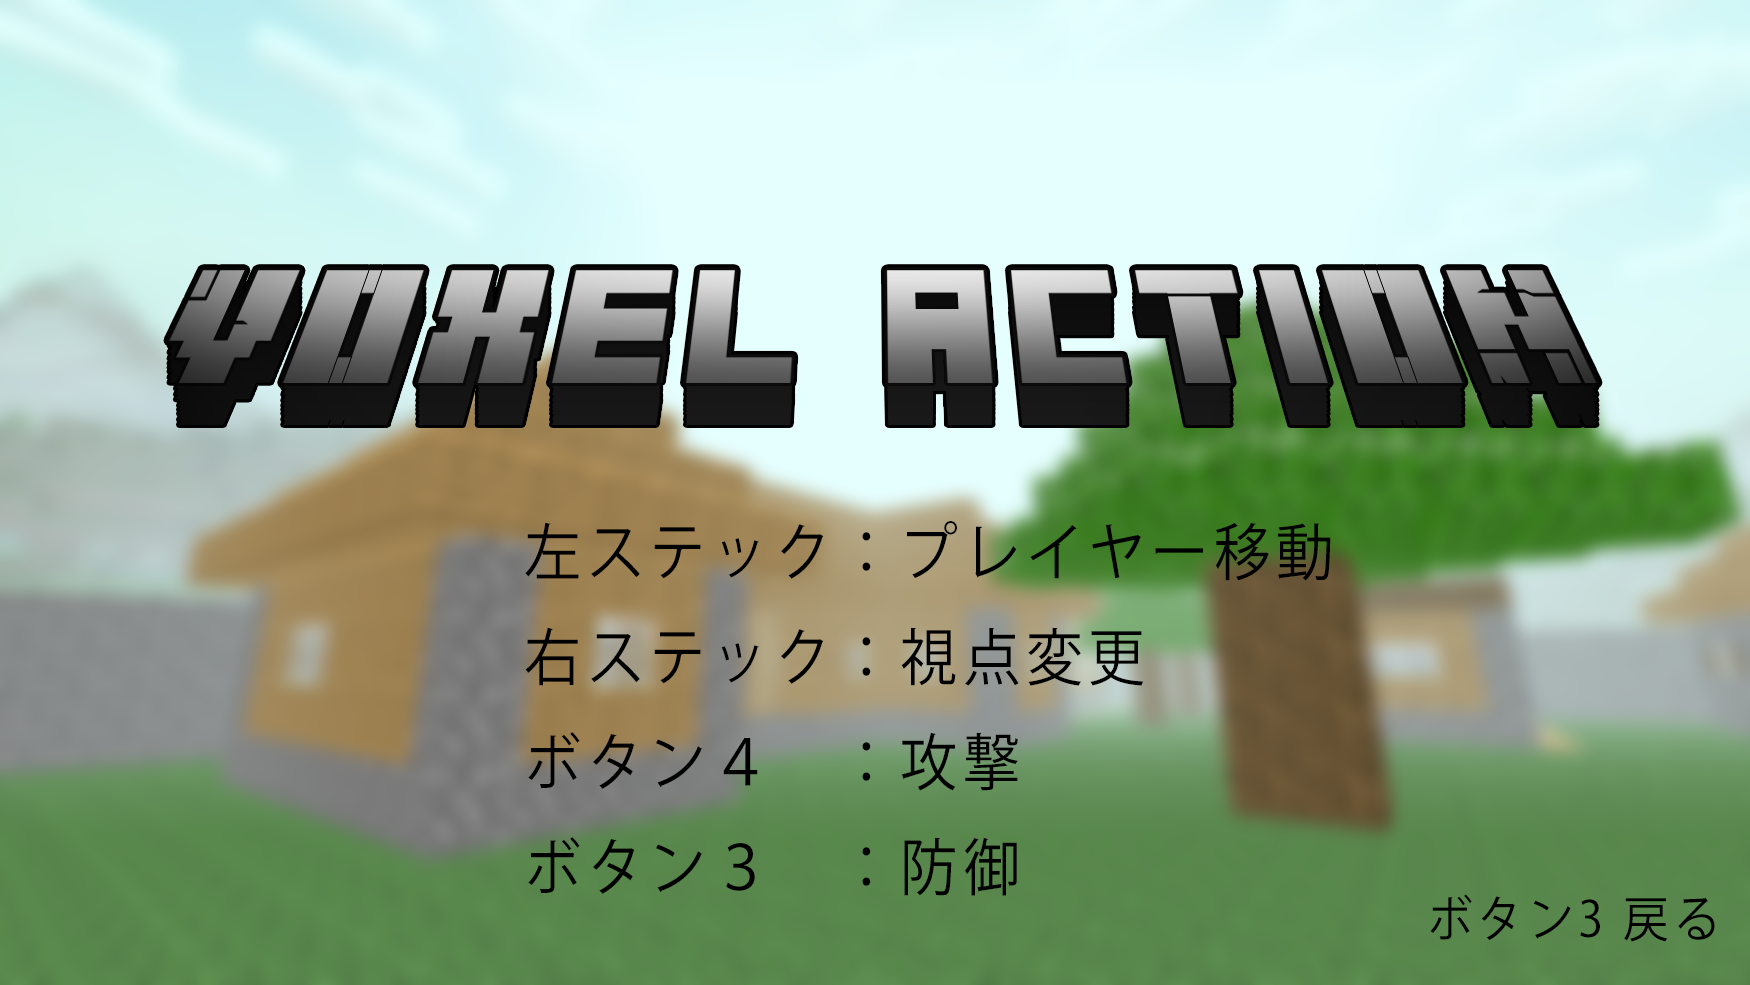 VOXEL ACTION
左ステック：プレイヤー移動
右ステック：視点変更
ボタン４　：攻撃
ボタン３　：防御
ボタン3 戻る